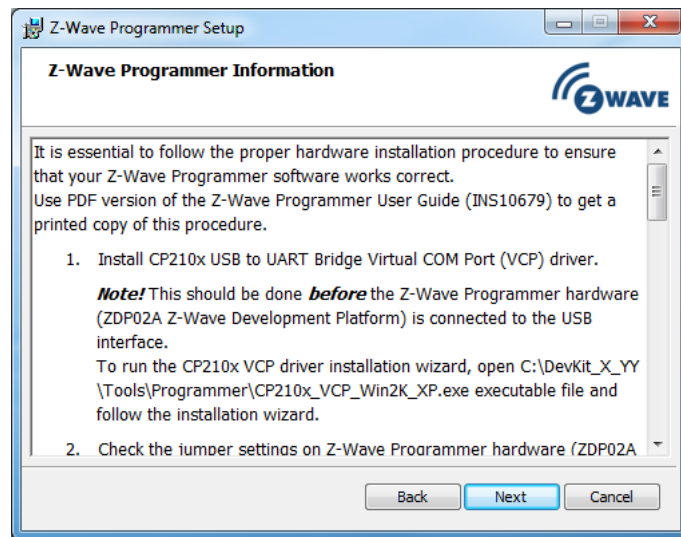 Z-Wave Programmer Setup
Z-Wave Programmer Information
Z WAVE
It is essential to follow the proper hardware installation procedure to ensure
that your Z-Wave Programmer software works correct.
Use PDF version of the Z-Wave Programmer User Guide (INS10679) to get a
printed copy of this procedure.
1. Install CP210x USB to UART Bridge Virtual COM Port (VCP) driver.
Note! This should be done before the Z-Wave Programmer hardware
(ZDP02A Z-Wave Development Platform) is connected to the USB
interface.
To run the CP210x VCP driver installation wizard, open C:\DevKit_X_YY
\Tools\Programmer\CP210x_VCP_Win2K_XP.exe executable file and
follow the installation wizard.
2. Check the jumper settings on Z-Wave Programmer hardware (ZDP02A
Back Next Cancel